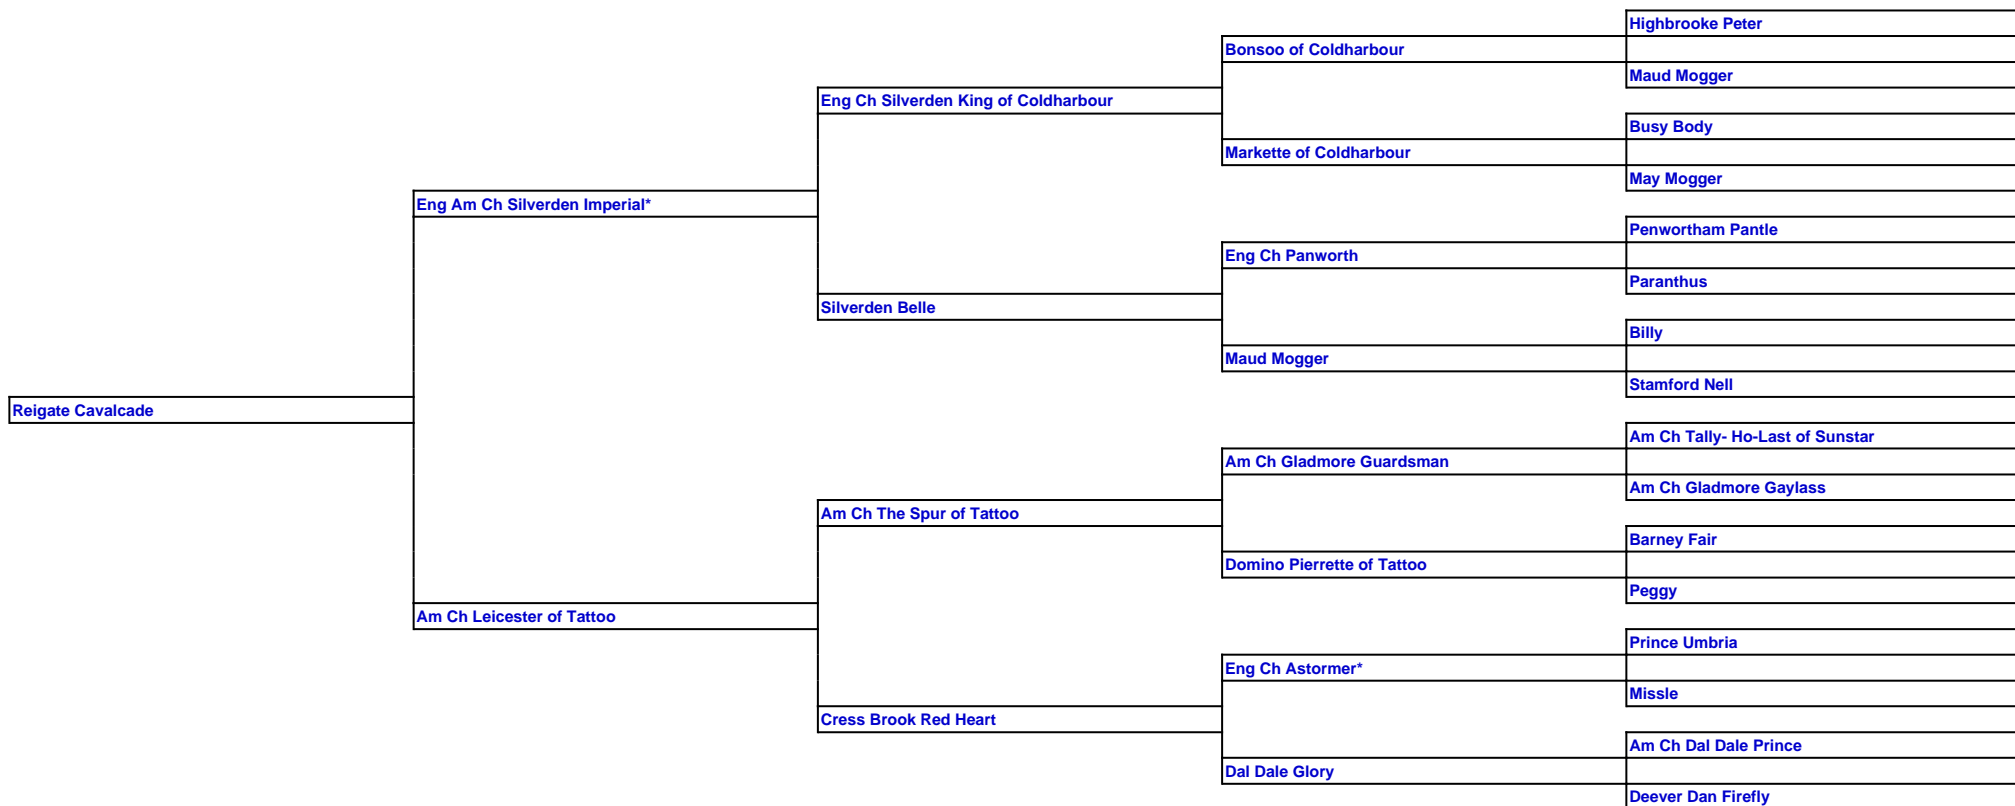 Highbrooke Peter
Bonsoo of Coldharbour
Maud Mogger
Eng Ch Silverden King of Coldharbour
Busy Body
Markette of Coldharbour
May Mogger
Eng Am Ch Silverden Imperial*
Penwortham Pantle
Eng Ch Panworth
Paranthus
Silverden Belle
Billy
Maud Mogger
Stamford Nell
Reigate Cavalcade
Am Ch Tally- Ho-Last of Sunstar
Am Ch Gladmore Guardsman
Am Ch Gladmore Gaylass
Am Ch The Spur of Tattoo
Barney Fair
Domino Pierrette of Tattoo
Peggy
Am Ch Leicester of Tattoo
Prince Umbria
Eng Ch Astormer*
Missle
Cress Brook Red Heart
Am Ch Dal Dale Prince
Dal Dale Glory
Deever Dan Firefly